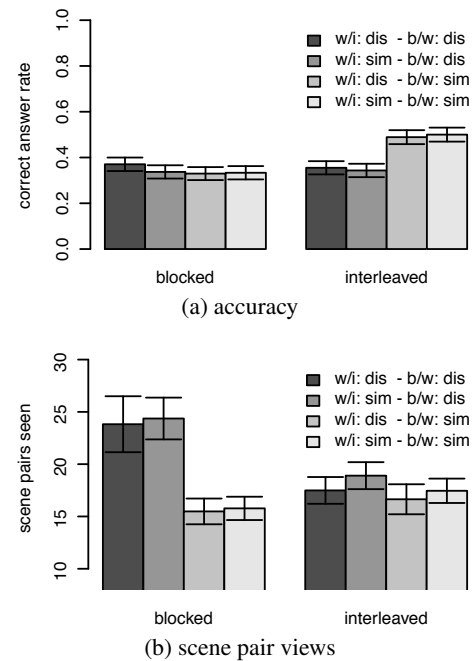 w/i: dis - b/w: dis
w/i: sim - b/w: dis
w/i: dis - b/w: sim
w/i: sim - b/w: sim
correct answer rate
1.0
0.8
0.6
0.4
0.2
0.0
blocked interleaved
(a) accuracy
w/i: dis - b/w: dis
w/i: sim - b/w: dis
w/i: dis - b/w: sim
w/i: sim - b/w: sim
scene pairs seen
30
25
20
15
10
blocked interleaved
(b) scene pair views